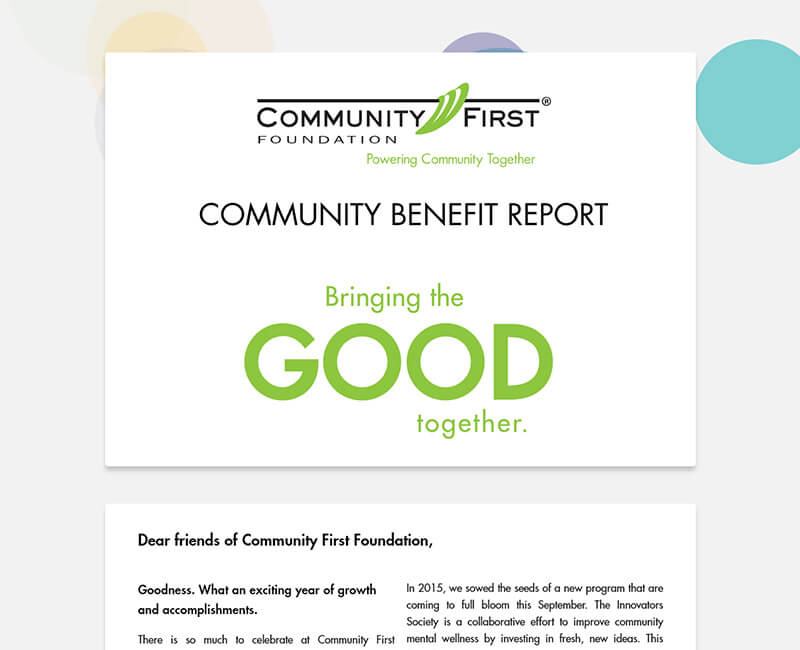 COMMUNITY FIRST®
FOUNDATION
Powering Community Together
COMMUNITY BENEFIT REPORT
Bringing the
GOOD
together.
Dear friends of Community First Foundation,
Goodness. What an exciting year of growth
and accomplishments.
There is so much to celebrate at Community First
In 2015, we sowed the seeds of a new program that are
coming to full bloom this September. The Innovators
Society is a collaborative effort to improve community
mental wellness by investing in fresh, new ideas. This